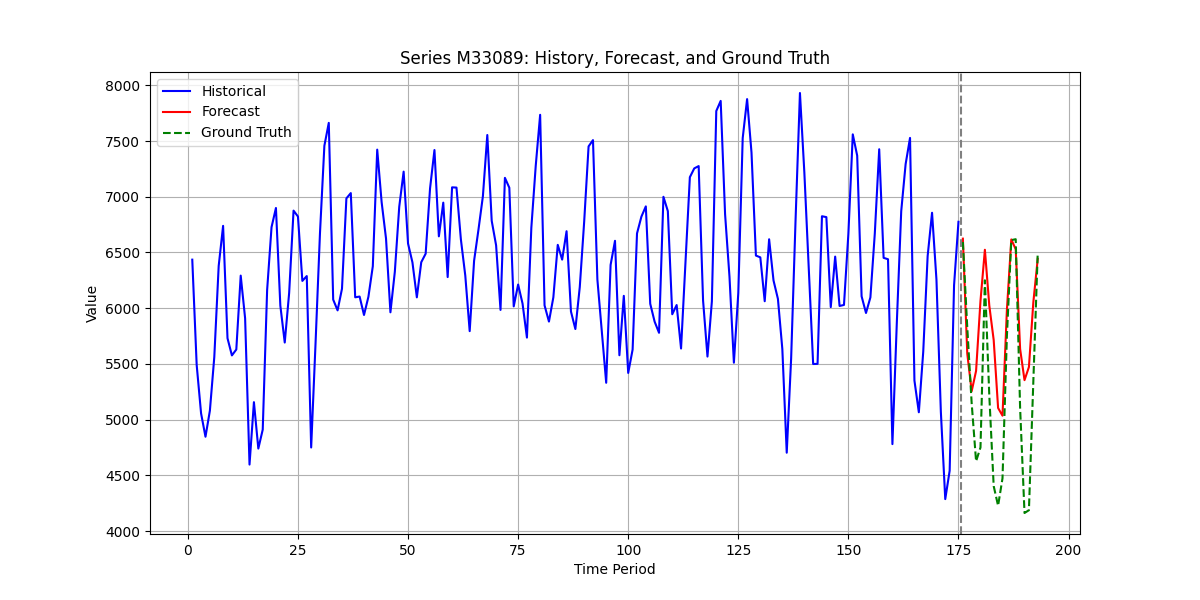 Series M33089: History, Forecast, and Ground Truth
Historical
Forecast
Ground Truth
Value
8000
7500
7000
6500
6000
5500
5000
4500
4000
0 25 50 75 100 125 150 175 200
Time Period